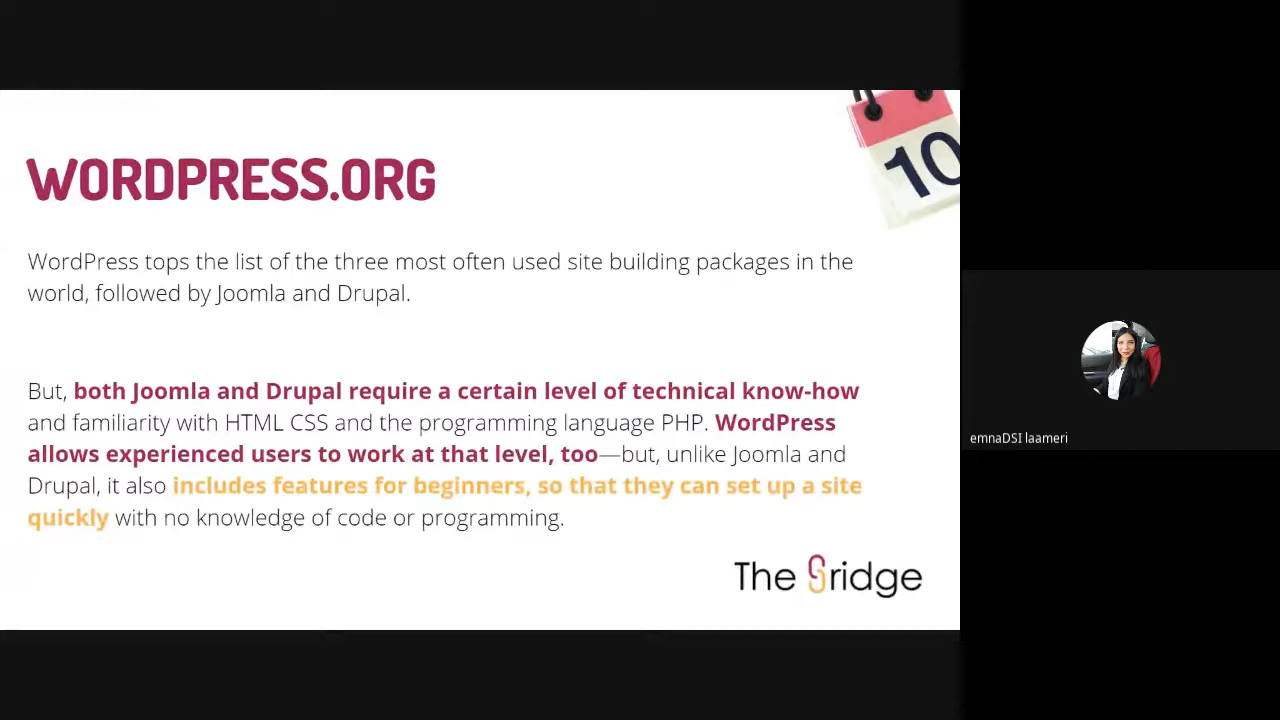 WORDPRESS.ORG
10
WordPress tops the list of the three most often used site building packages in the
world, followed by Joomla and Drupal.
But, both Joomla and Drupal require a certain level of technical know-how
and familiarity with HTML CSS and the programming language PHP. WordPress
allows experienced users to work at that level, too—but, unlike Joomla and
Drupal, it also includes features for beginners, so that they can set up a site
quickly with no knowledge of code or programming.
The Bridge
emnaDSI laameri